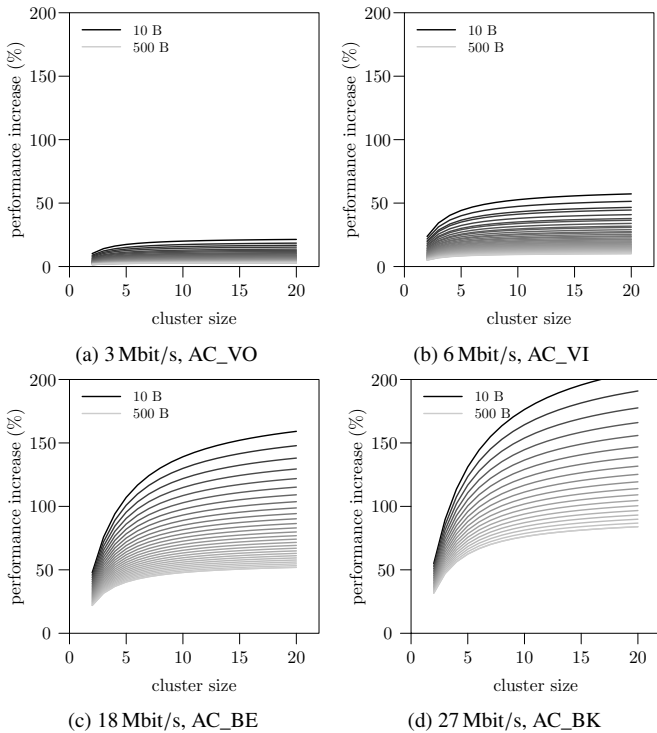 performance increase (%)
200
150
100
50
0
10 B
500 B
0 5 10 15 20
cluster size
(a) 3 Mbit/s, AC_VO
performance increase (%)
200
150
100
50
0
10 B
500 B
0 5 10 15 20
cluster size
(b) 6 Mbit/s, AC_VI
performance increase (%)
200
150
100
50
0
10 B
500 B
0 5 10 15 20
cluster size
(c) 18 Mbit/s, AC_BE
performance increase (%)
200
150
100
50
0
10 B
500 B
0 5 10 15 20
cluster size
(d) 27 Mbit/s, AC_BK